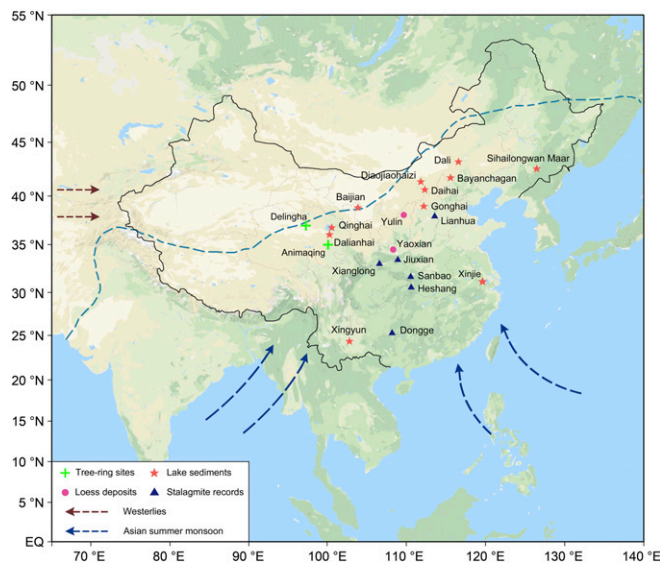 55 °N
50 °N
45 °N
40 °N
35 °N
30 °N
25 °N
20 °N
15 °N
10 °N
5 °N
EQ
Dali
Sihailongwan Maar
Diaojiaohaizi
Bayanchagan
Baijian
Daihai
Gonghai
Delingha
Qinghai
Yulin
Lianhua
Dalianhai
Yaoxian
Animaqing
Jiuxian
Xianglong
Sanbao
Xinjie
Heshang
Xingyun
Dongge
Tree-ring sites
Lake sediments
Loess deposits
Stalagmite records
Westerlies
Asian summer monsoon
70 °E
80 °E
90 °E
100 °E
110 °E
120 °E
130 °E
140 °E